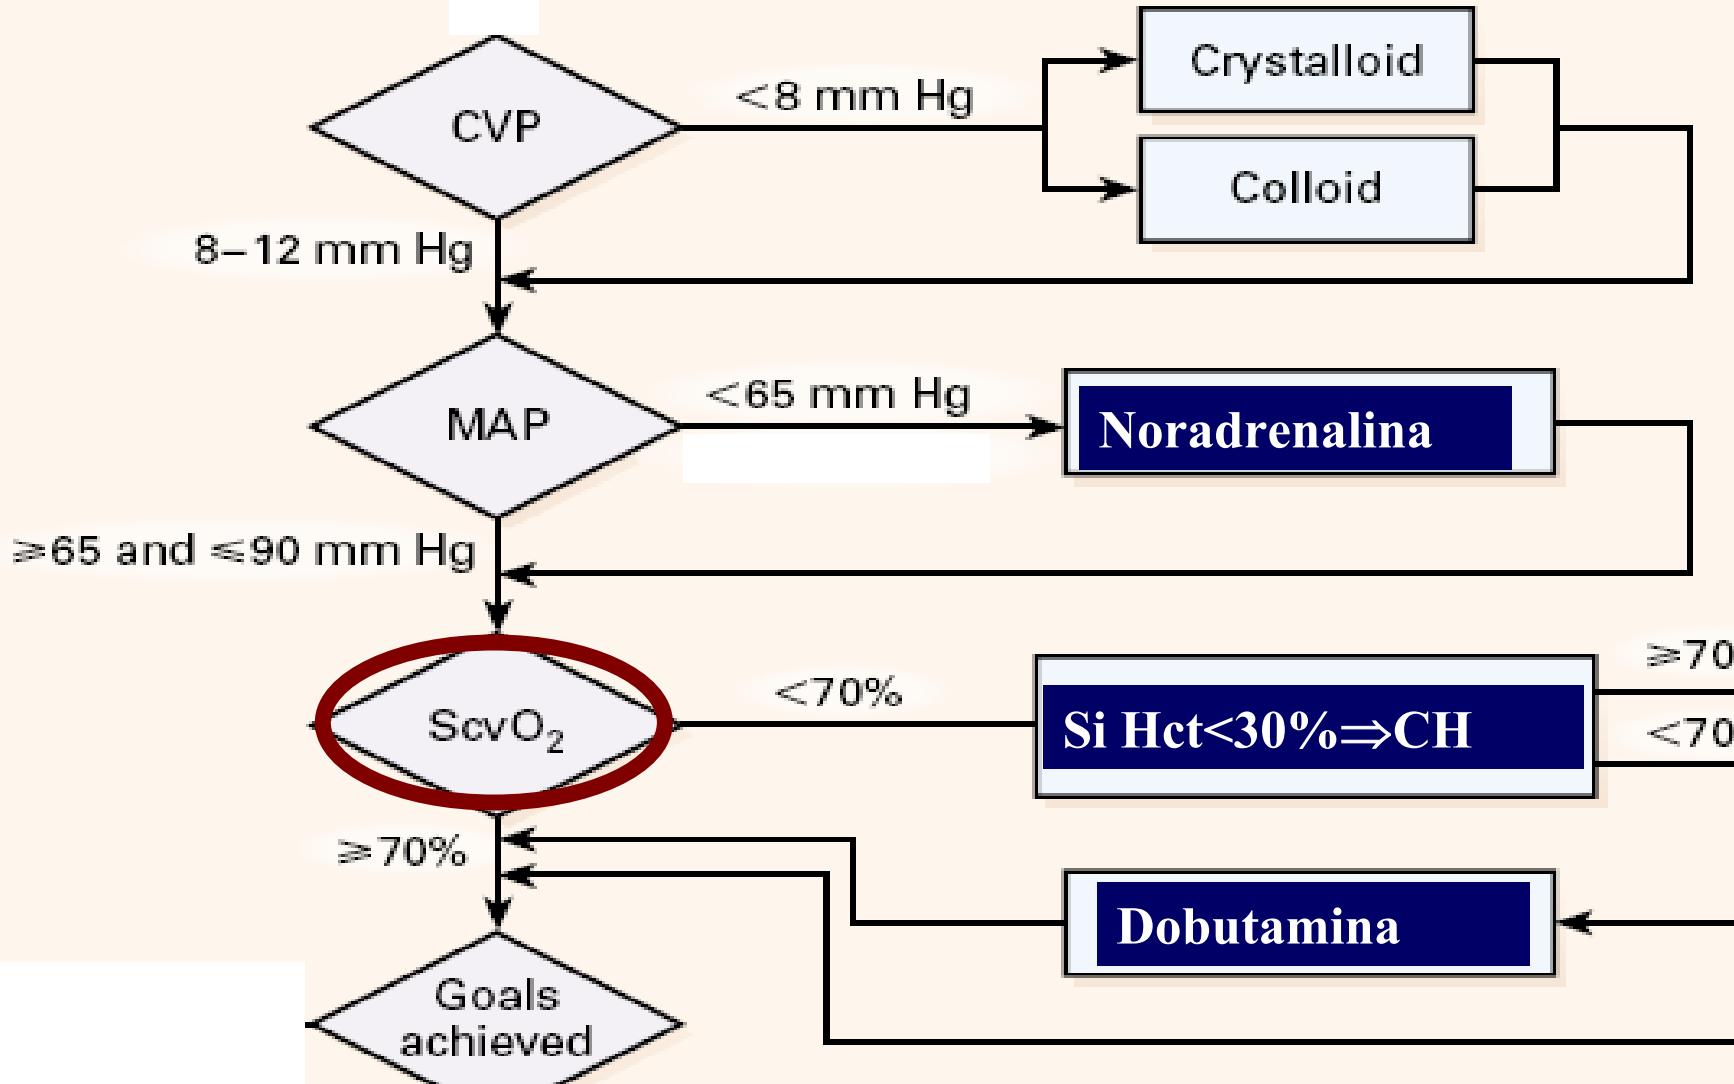 Crystalloid
<8 mm Hg
CVP
Colloid
8–12 mm Hg
<65 mm Hg
MAP
Noradrenalina
≥65 and ≤90 mm Hg
≥70
<70%
ScvO₂
Si Hct<30%⇒CH
<70
≥70%
Dobutamina
Goals
achieved